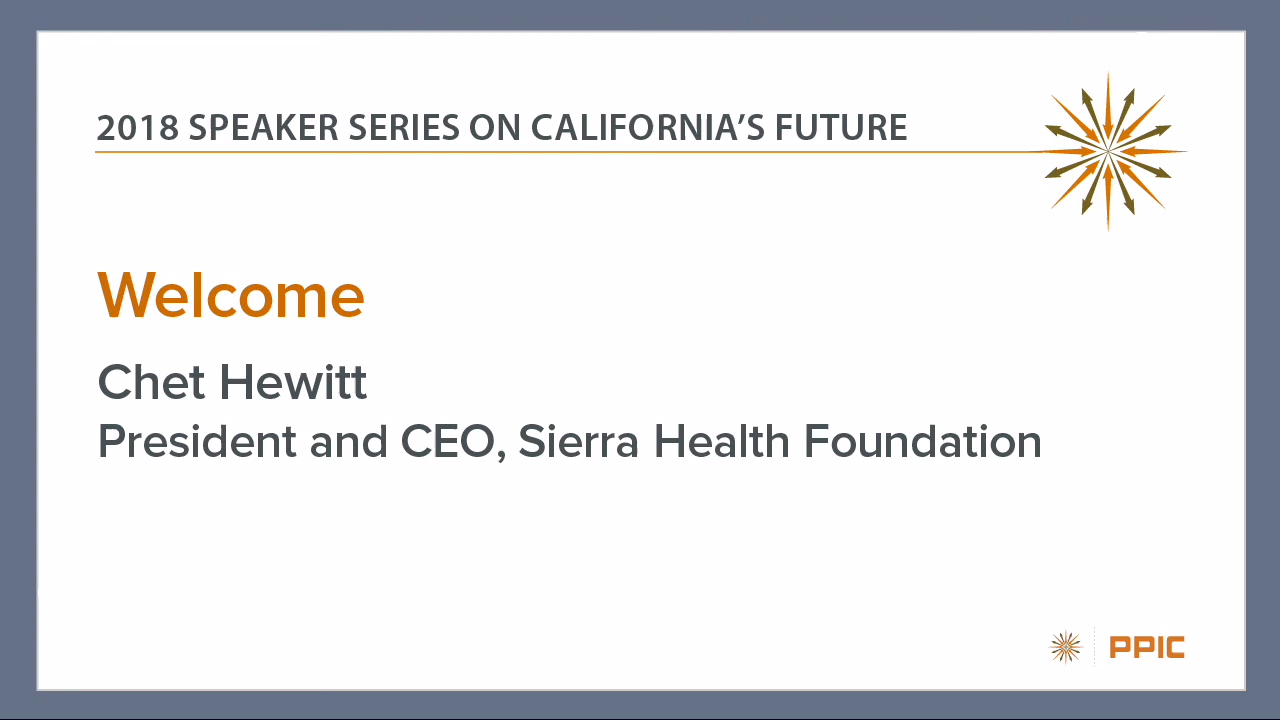 2018 SPEAKER SERIES ON CALIFORNIA’S FUTURE
Welcome
Chet Hewitt
President and CEO, Sierra Health Foundation
PPIC